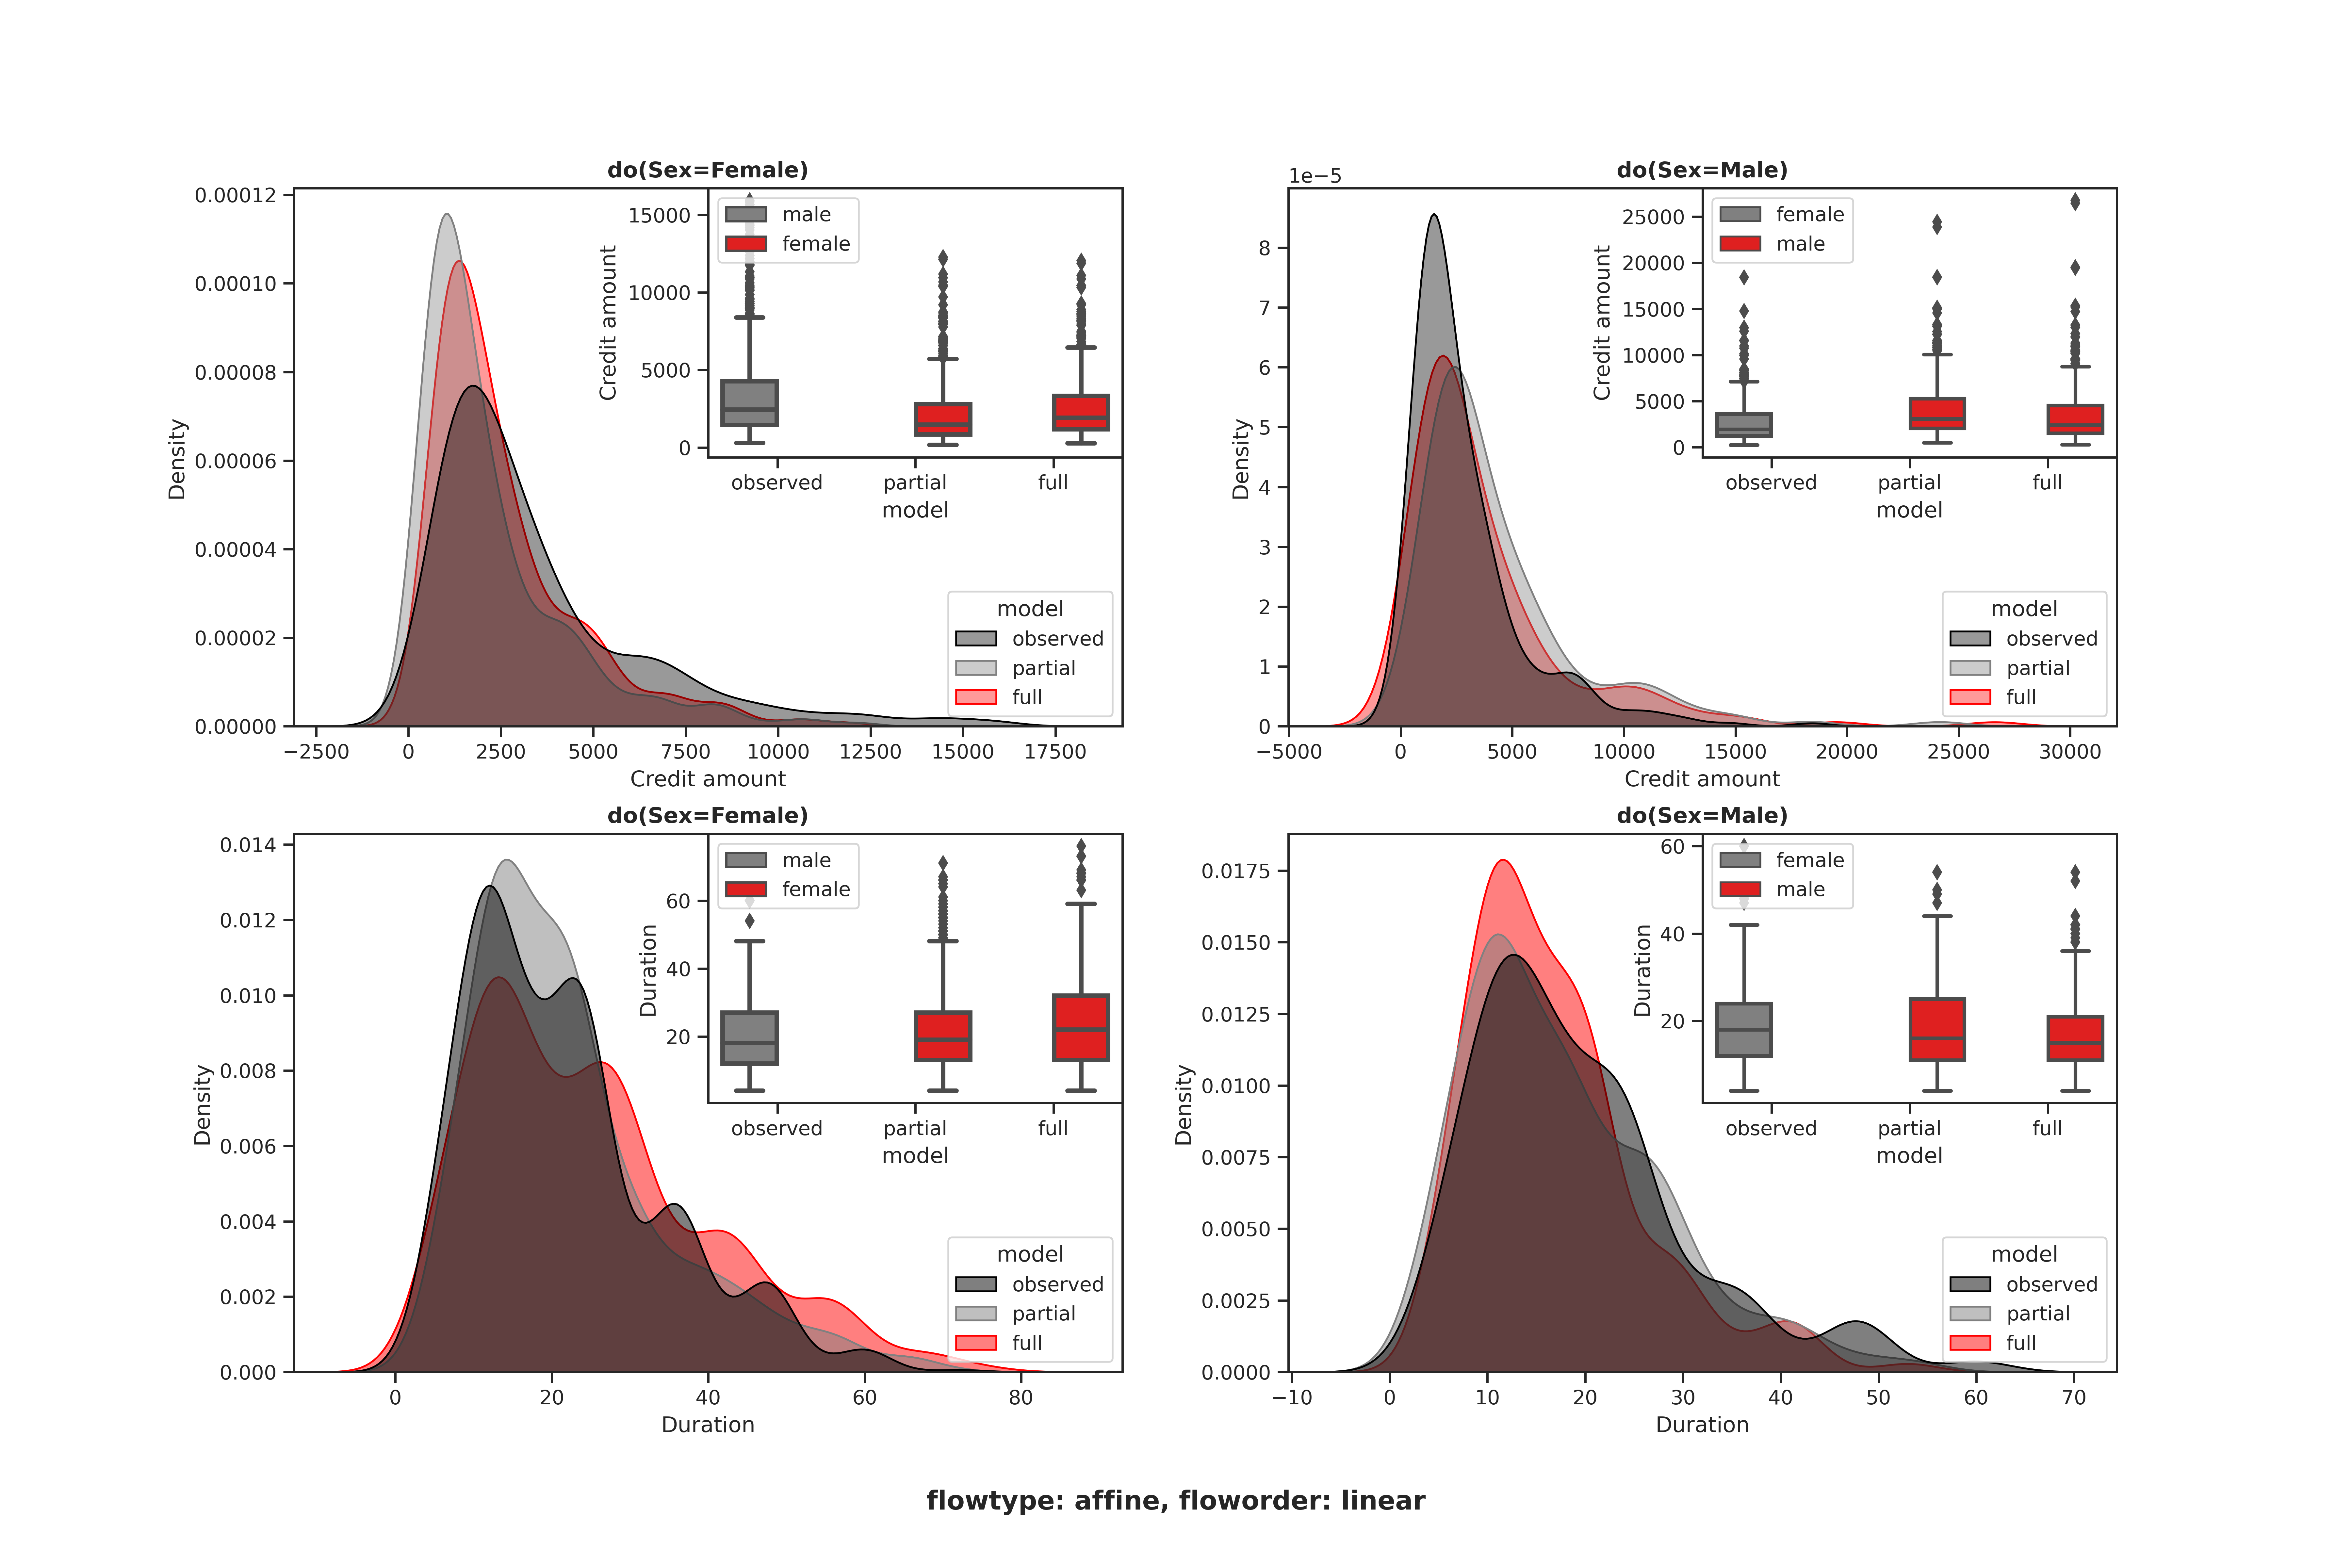 do(Sex=Female)
0.00012
0.00010
0.00008
0.00006
0.00004
0.00002
0.00000
Density
−2500 0 2500 5000 7500 10000 12500 15000 17500
Credit amount
15000
10000
5000
0
Credit amount
male
female
observed partial full
model
model
observed
partial
full
do(Sex=Male)
1e−5
8
7
6
5
4
3
2
1
0
Density
−5000 0 5000 10000 15000 20000 25000 30000
Credit amount
25000
20000
15000
10000
5000
0
Credit amount
female
male
observed partial full
model
model
observed
partial
full
do(Sex=Female)
0.014
0.012
0.010
0.008
0.006
0.004
0.002
0.000
Density
0 20 40 60 80
Duration
60
40
20
Duration
male
female
observed partial full
model
model
observed
partial
full
do(Sex=Male)
0.0175
0.0150
0.0125
0.0100
0.0075
0.0050
0.0025
0.0000
Density
−10 0 10 20 30 40 50 60 70
Duration
60
40
20
Duration
female
male
observed partial full
model
model
observed
partial
full
flowtype: affine, floworder: linear